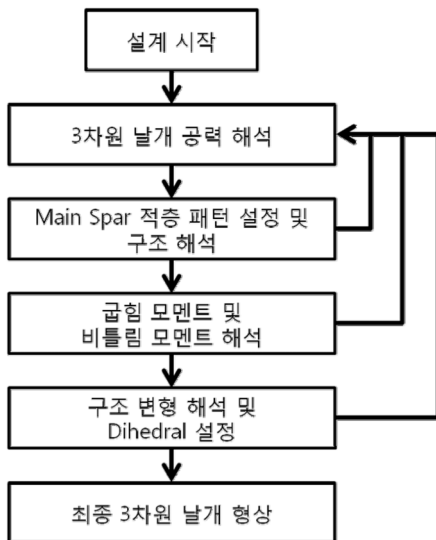 설계 시작
3차원 날개 공력 해석
Main Spar 적층 패턴 설정 및
구조 해석
굽힘 모멘트 및
비틀림 모멘트 해석
구조 변형 해석 및
Dihedral 설정
최종 3차원 날개 형상